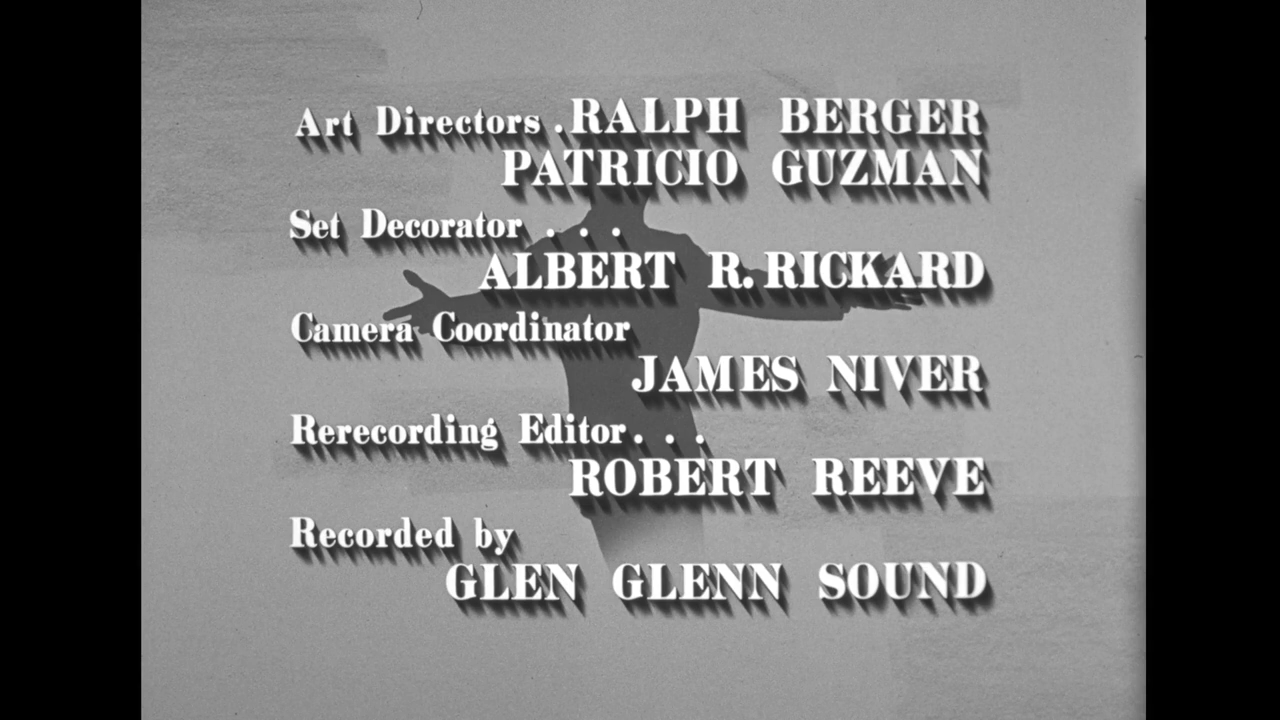 Art Directors . RALPH BERGER
PATRICIO GUZMAN
Set Decorator . . .
ALBERT R. RICKARD
Camera Coordinator
JAMES NIVER
Rerecording Editor. . .
ROBERT REEVE
Recorded by
GLEN GLENN SOUND